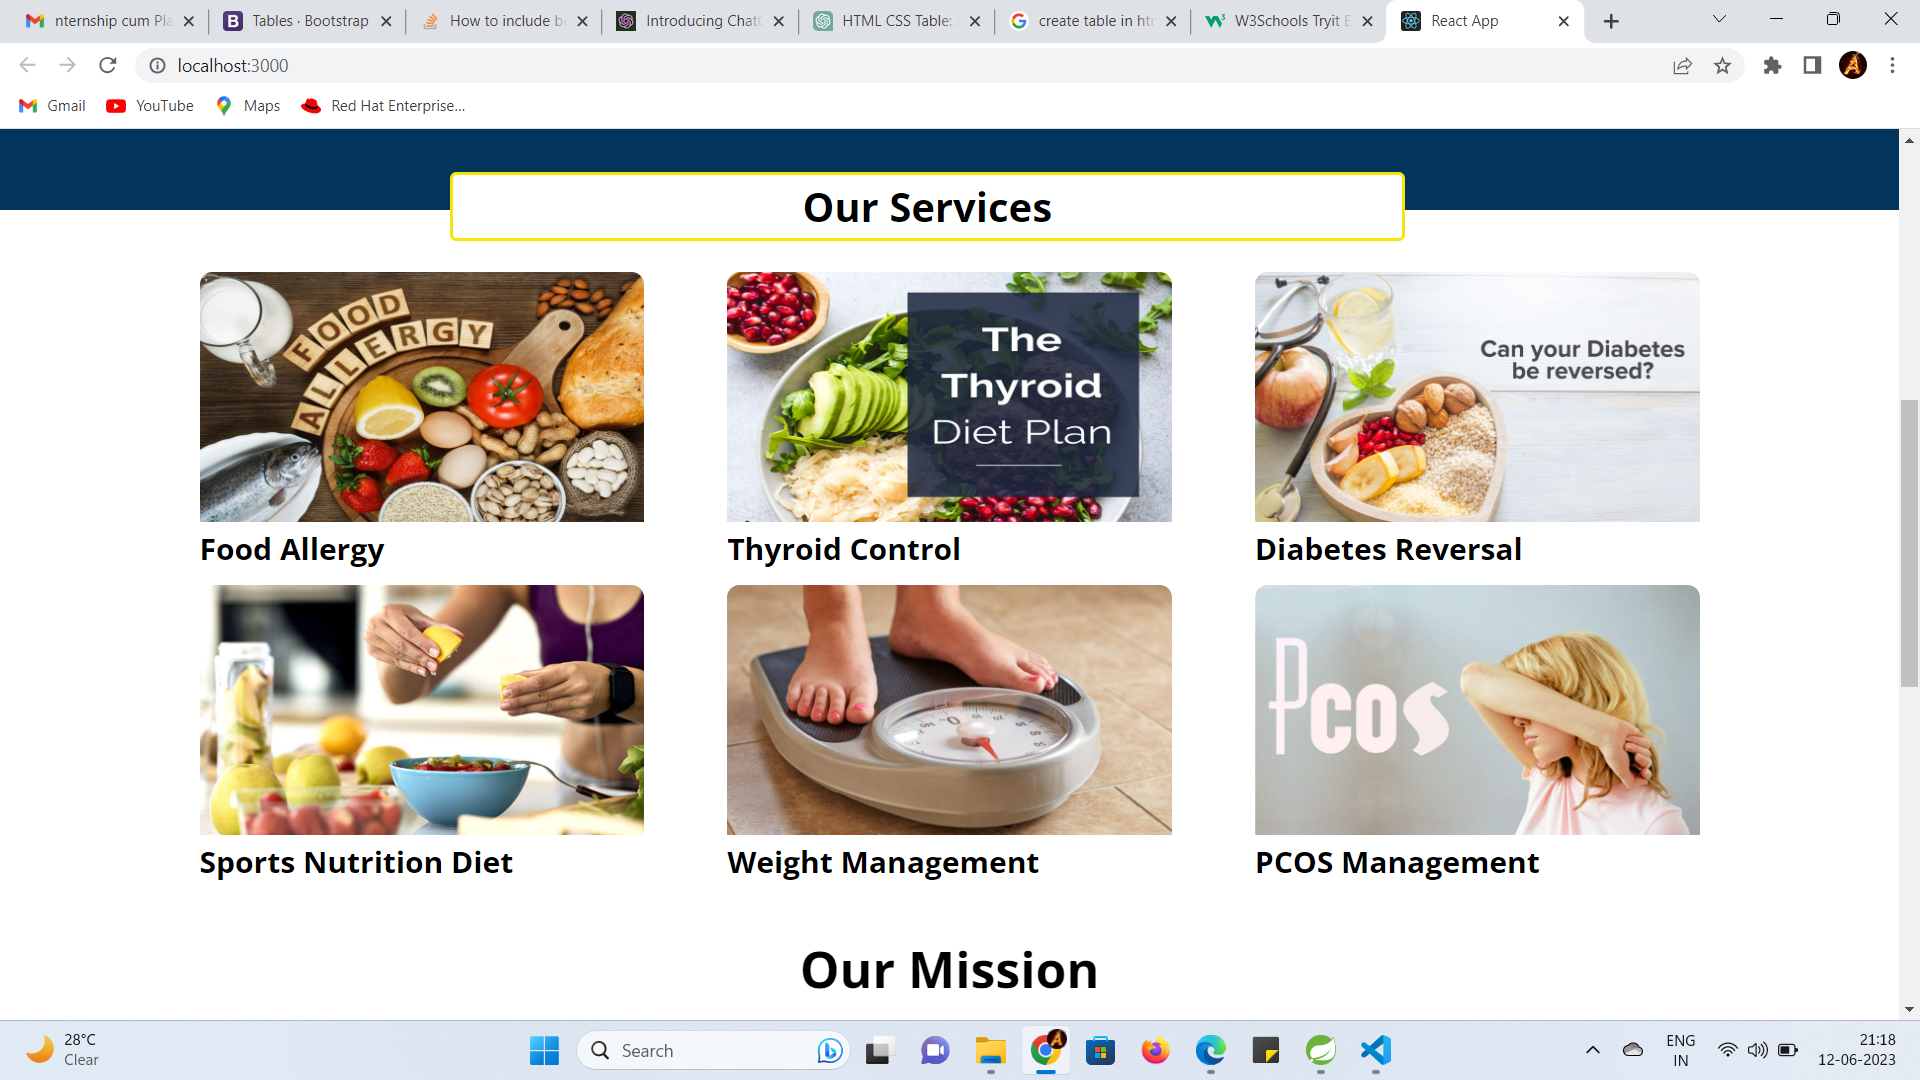 nternship cum Pla
Tables · Bootstrap
How to include b
Introducing Chat
HTML CSS Table:
create table in ht
W3Schools Tryit E
React App
localhost:3000
Gmail
YouTube
Maps
Red Hat Enterprise...
Our Services
FOOD
ALLERGY
The
Thyroid
Diet Plan
Can your Diabetes
be reversed?
Food Allergy
Thyroid Control
Diabetes Reversal
PCOS
Sports Nutrition Diet
Weight Management
PCOS Management
Our Mission
28°C
Clear
Search
ENG
IN
21:18
12-06-2023